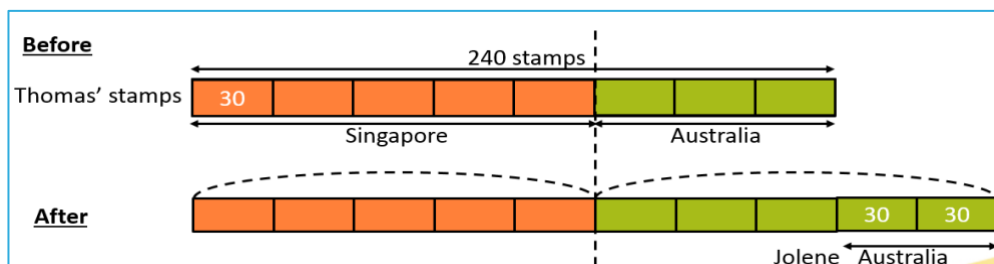 Before
240 stamps
Thomas' stamps 30
Singapore Australia
After 30 30
Jolene Australia